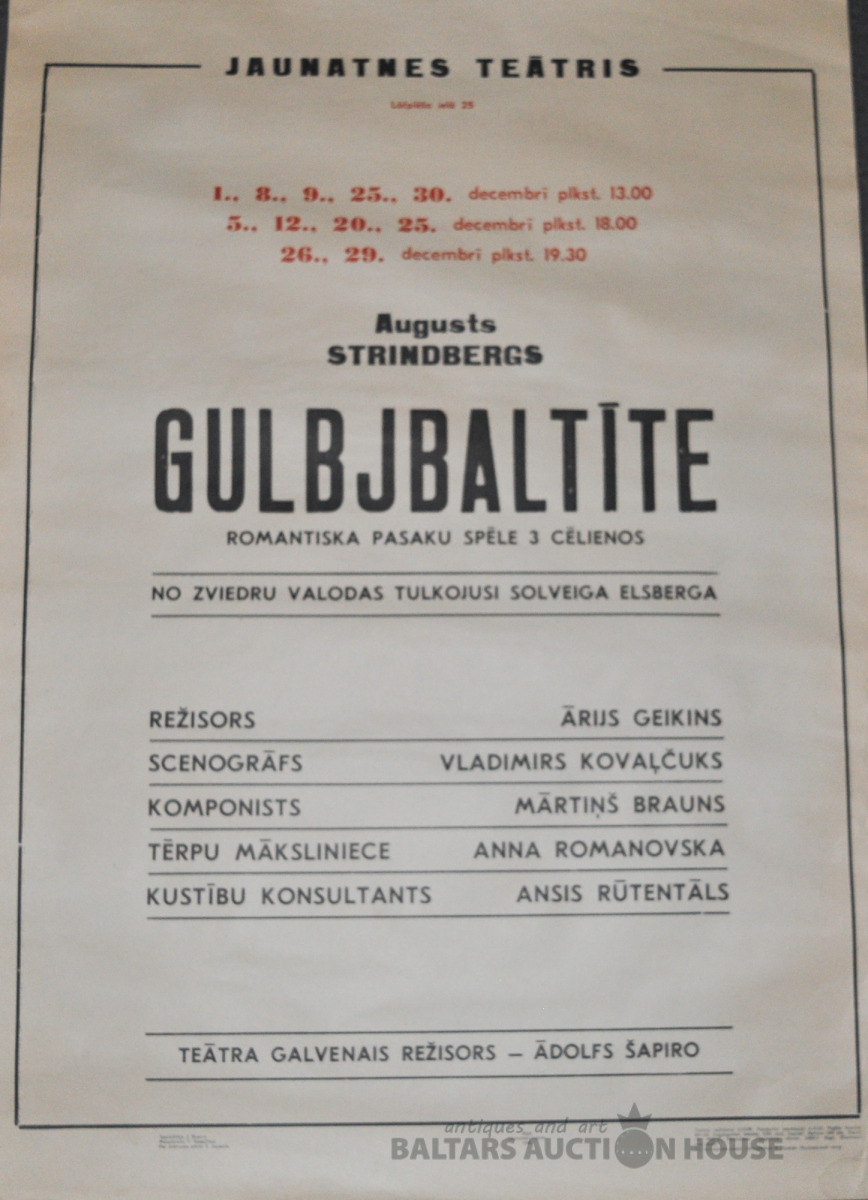 JAUNATNES TEĀTRIS
Lāčplēša ielā 25
1., 8., 9., 25., 30. decembrī plkst. 13.00
5., 12., 20., 25. decembrī plkst. 18.00
26., 29. decembrī plkst. 19.30
Augusts
STRINDBERGS
GULBJBALTĪTE
ROMANTISKA PASAKU SPĒLE 3 CĒLIENOS
NO ZVIEDRU VALODAS TULKOJUSI SOLVEIGA ELSBERGA
REŽISORS ĀRIJS GEIKINS
SCENOGRĀFS VLADIMIRS KOVAĻČUKS
KOMPONISTS MĀRTIŅŠ BRAUNS
TĒRPU MĀKSLINIECE ANNA ROMANOVSKA
KUSTĪBU KONSULTANTS ANSIS RŪTENTĀLS
TEĀTRA GALVENAIS REŽISORS – ĀDOLFS ŠAPIRO
antiques and art
BALTARS AUCTION HOUSE